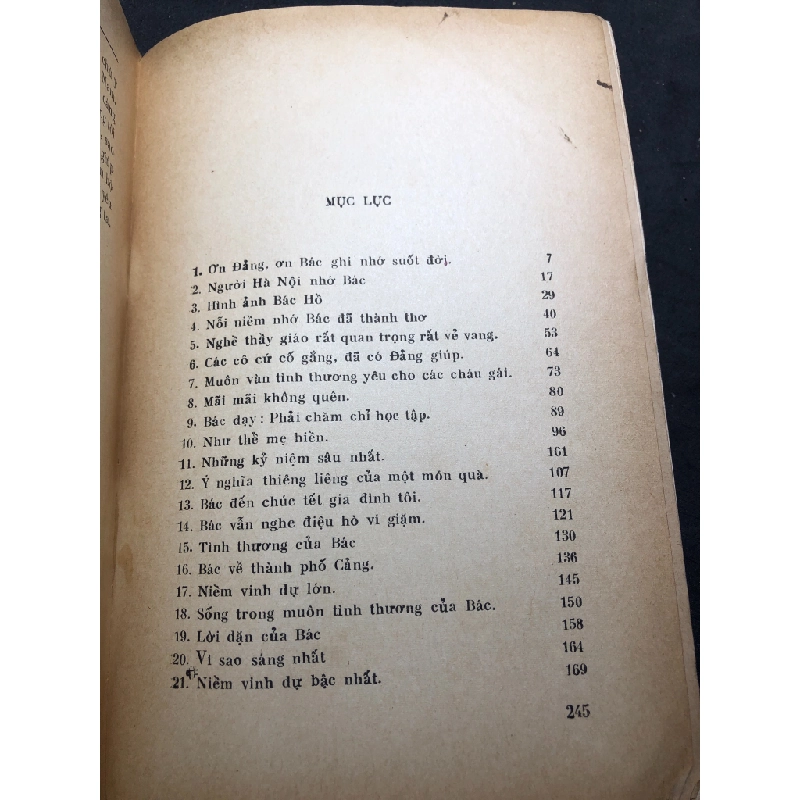 MỤC LỤC
1. Ơn Đảng, ơn Bác ghi nhớ suốt đời. 7
2. Người Hà Nội nhớ Bác 17
3. Hình ảnh Bác Hồ 29
4. Nỗi niềm nhớ Bác đã thành thơ 40
5. Nghề thầy giáo rất quan trọng rất vẻ vang. 53
6. Các cô cứ cố gắng, đã có Đảng giúp. 64
7. Muôn vàn tình thương yêu cho các cháu gái. 73
8. Mãi mãi không quên. 80
9. Bác dạy : Phải chăm chỉ học tập. 89
10. Như thể mẹ hiền. 96
11. Những kỷ niệm sâu nhất. 161
12. Ý nghĩa thiêng liêng của một món quà. 107
13. Bác đến chúc tết gia đình tôi. 117
14. Bác vẫn nghe điệu hò ví giặm. 121
15. Tình thương của Bác 130
16. Bác về thành phố Cảng. 136
17. Niềm vinh dự lớn. 145
18. Sống trong muôn tình thương của Bác. 150
19. Lời dặn của Bác 158
20. Vì sao sáng nhất 164
21. Niềm vinh dự bậc nhất. 169
245